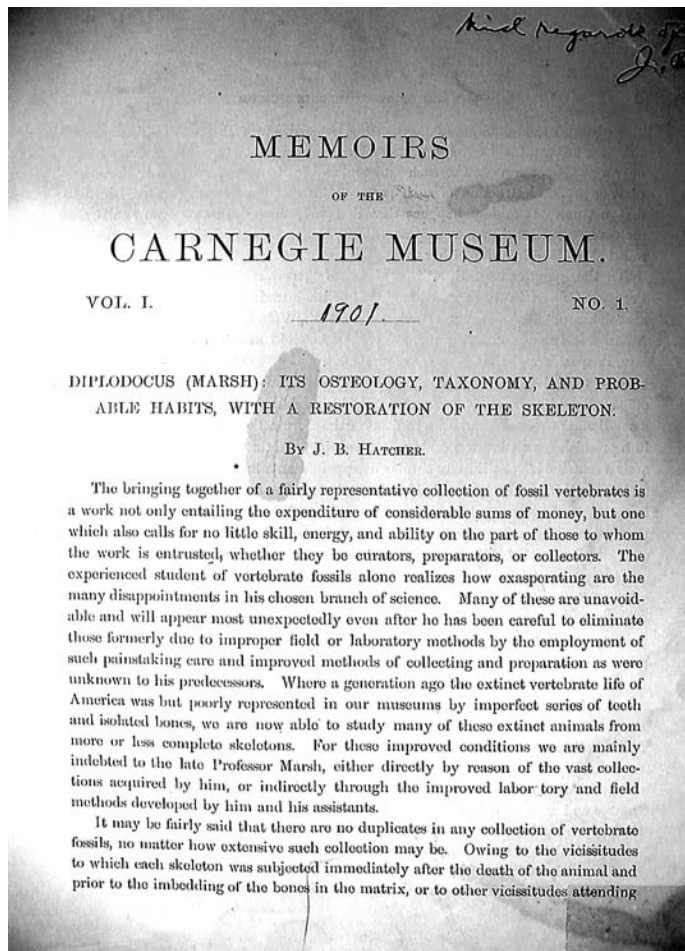 kind regards of
J. B
MEMOIRS
OF THE
CARNEGIE MUSEUM.
VOL. I. 1901. NO. 1.
DIPLODOCUS (MARSH): ITS OSTEOLOGY, TAXONOMY, AND PROB-
ABLE HABITS, WITH A RESTORATION OF THE SKELETON.
By J. B. Hatcher.
The bringing together of a fairly representative collection of fossil vertebrates is
a work not only entailing the expenditure of considerable sums of money, but one
which also calls for no little skill, energy, and ability on the part of those to whom
the work is entrusted, whether they be curators, preparators, or collectors. The
experienced student of vertebrate fossils alone realizes how exasperating are the
many disappointments in his chosen branch of science. Many of these are unavoid-
able and will appear most unexpectedly even after he has been careful to eliminate
those formerly due to improper field or laboratory methods by the employment of
such painstaking care and improved methods of collecting and preparation as were
unknown to his predecessors. Where a generation ago the extinct vertebrate life of
America was but poorly represented in our museums by imperfect series of teeth
and isolated bones, we are now able to study many of these extinct animals from
more or less complete skeletons. For these improved conditions we are mainly
indebted to the late Professor Marsh, either directly by reason of the vast collec-
tions acquired by him, or indirectly through the improved labor tory and field
methods developed by him and his assistants.
It may be fairly said that there are no duplicates in any collection of vertebrate
fossils, no matter how extensive such collection may be. Owing to the vicissitudes
to which each skeleton was subjected immediately after the death of the animal and
prior to the imbedding of the bones in the matrix, or to other vicissitudes attending